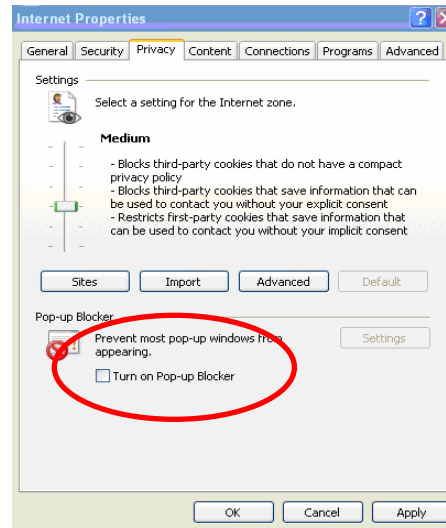 Internet Properties
General Security Privacy Content Connections Programs Advanced
Settings
Select a setting for the Internet zone.
Medium
- Blocks third-party cookies that do not have a compact
privacy policy
- Blocks third-party cookies that save information that can
be used to contact you without your explicit consent
- Restricts first-party cookies that save information that
can be used to contact you without your implicit consent
Sites Import Advanced Default
Pop-up Blocker
Prevent most pop-up windows from
appearing.
Settings
Turn on Pop-up Blocker
OK Cancel Apply